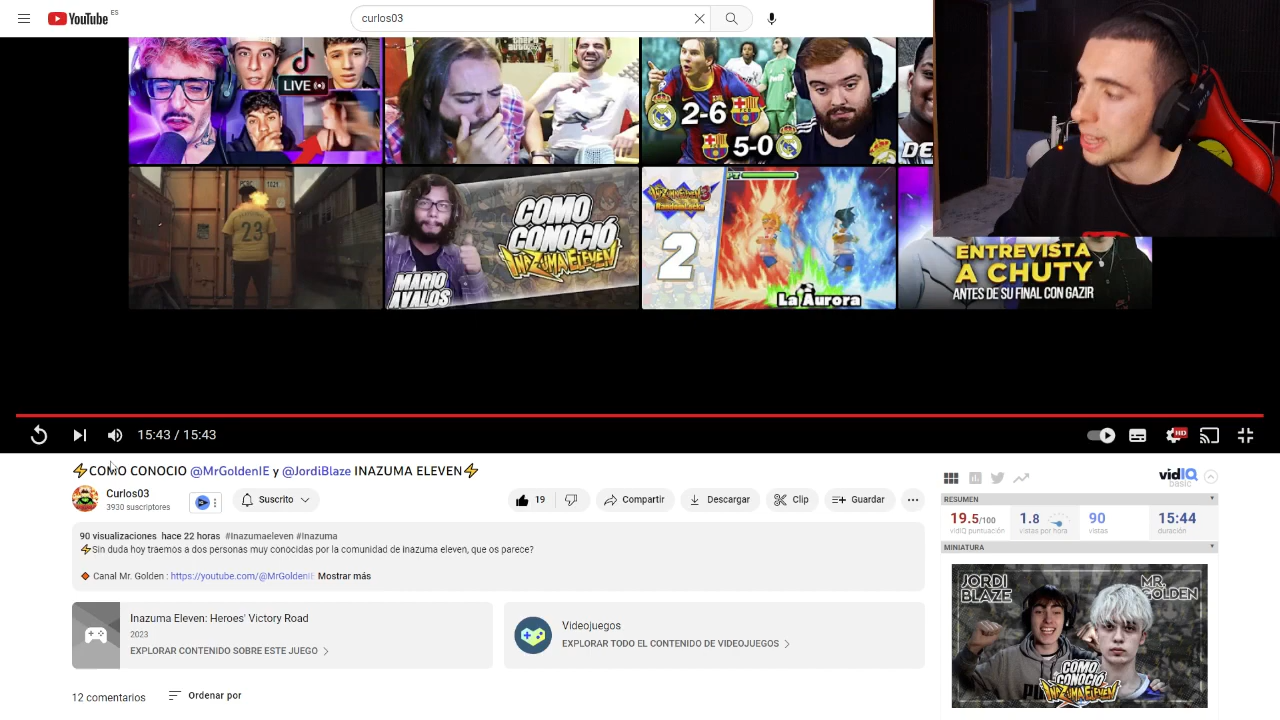 YouTube ES
curlos03
LIVE
2-6
5-0
DE
23
COMO
CONOCIÓ
INAZUMA ELEVEN
MARIO
AVALOS
INAZUMA ELEVEN 3
2
PT
La Aurora
ENTREVISTA
A CHUTY
ANTES DE SU FINAL CON GAZIR
15:43 / 15:43
HD
⚡COMO CONOCIO @MrGoldenIE y @JordiBlaze INAZUMA ELEVEN⚡
Curlos03
3930 suscriptores
Suscrito
19
Compartir
Descargar
Clip
Guardar
90 visualizaciones hace 22 horas #Inazumaeleven #Inazuma
⚡Sin duda hoy traemos a dos personas muy conocidas por la comunidad de inazuma eleven, que os parece?
Canal Mr. Golden : https://youtube.com/@MrGoldenIE Mostrar más
Inazuma Eleven: Heroes' Victory Road
2023
EXPLORAR CONTENIDO SOBRE ESTE JUEGO
Videojuegos
EXPLORAR TODO EL CONTENIDO DE VIDEOJUEGOS
12 comentarios
Ordenar por
vidIQ
basic
RESUMEN
19.5/100
vidIQ puntuación
1.8
vistas por hora
90
vistas
15:44
duración
MINIATURA
JORDI
BLAZE
MR.
GOLDEN
COMO
CONOCIÓ
INAZUMA ELEVEN